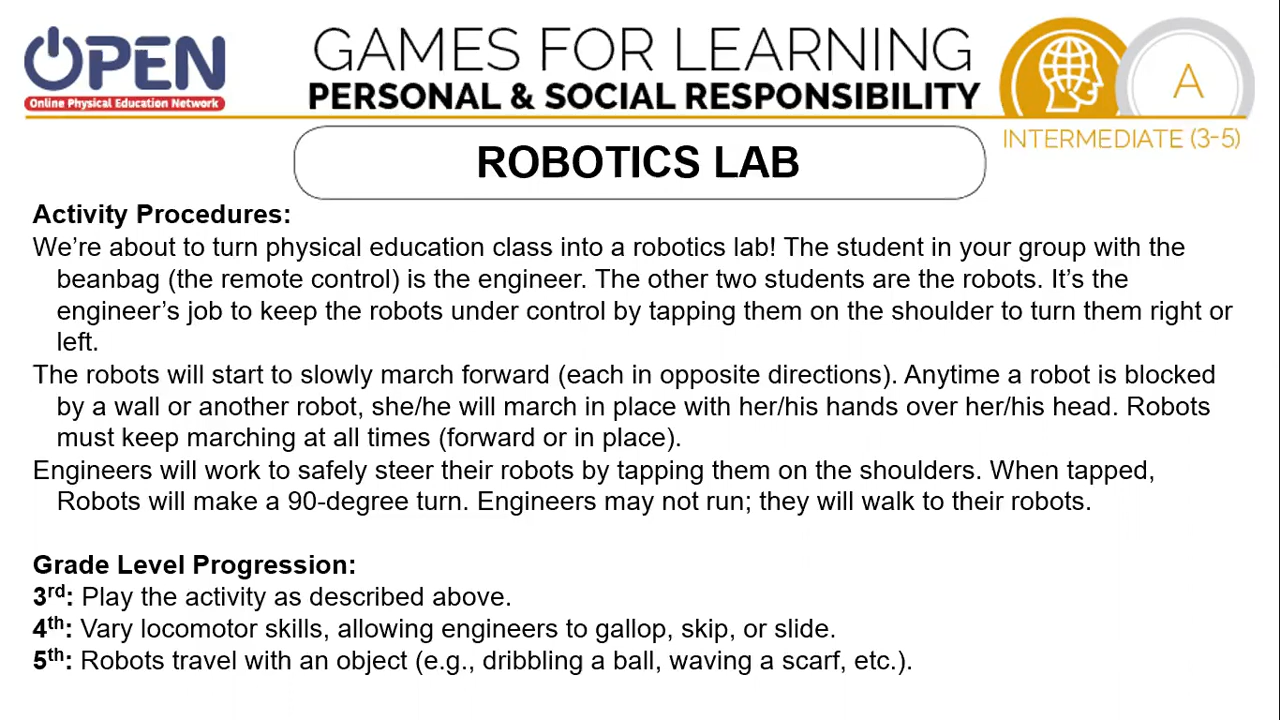 OPEN
Online Physical Education Network
GAMES FOR LEARNING
PERSONAL & SOCIAL RESPONSIBILITY
A
INTERMEDIATE (3-5)
ROBOTICS LAB
Activity Procedures:
We’re about to turn physical education class into a robotics lab! The student in your group with the
beanbag (the remote control) is the engineer. The other two students are the robots. It’s the
engineer’s job to keep the robots under control by tapping them on the shoulder to turn them right or
left.
The robots will start to slowly march forward (each in opposite directions). Anytime a robot is blocked
by a wall or another robot, she/he will march in place with her/his hands over her/his head. Robots
must keep marching at all times (forward or in place).
Engineers will work to safely steer their robots by tapping them on the shoulders. When tapped,
Robots will make a 90-degree turn. Engineers may not run; they will walk to their robots.
Grade Level Progression:
3rd: Play the activity as described above.
4th: Vary locomotor skills, allowing engineers to gallop, skip, or slide.
5th: Robots travel with an object (e.g., dribbling a ball, waving a scarf, etc.).